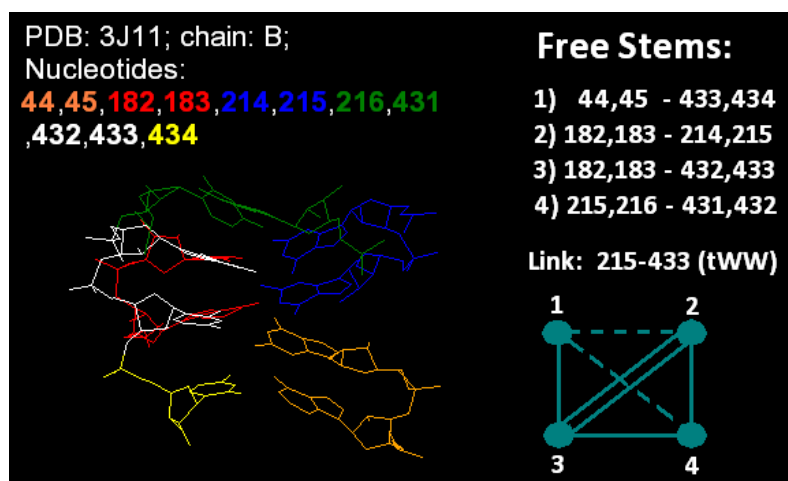 PDB: 3J11; chain: B;
Nucleotides:
44,45,182,183,214,215,216,431
,432,433,434
Free Stems:
1) 44,45 - 433,434
2) 182,183 - 214,215
3) 182,183 - 432,433
4) 215,216 - 431,432
Link: 215-433 (tWW)
1 2
3 4